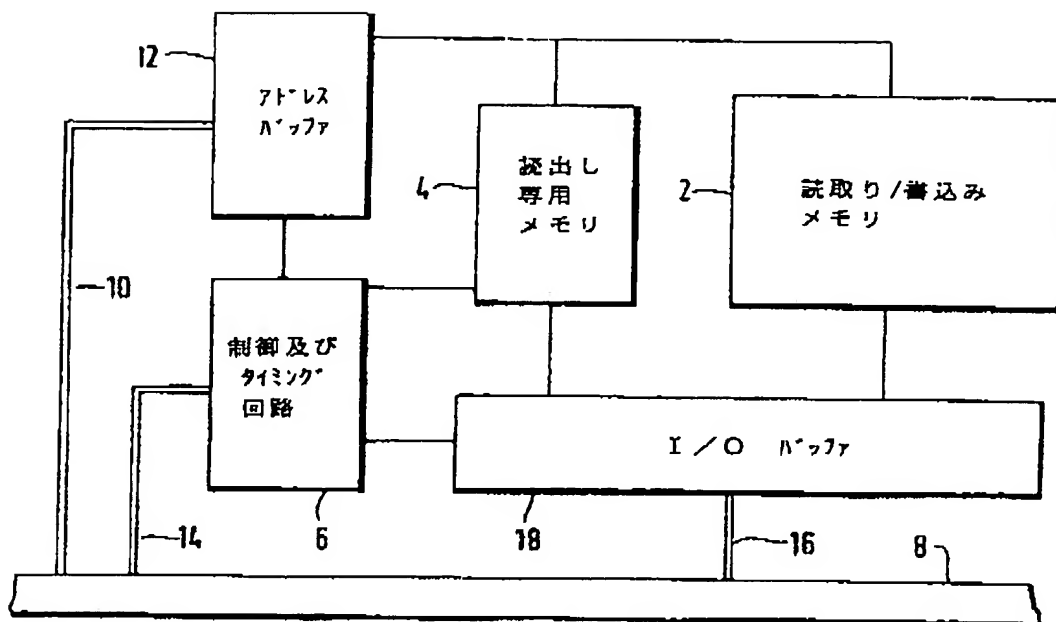 12
アドレス
バッファ
4
読出し
専用
メモリ
2
読取り/書込み
メモリ
10
制御及び
タイミング
回路
I/O バッファ
14
6
18
16
8